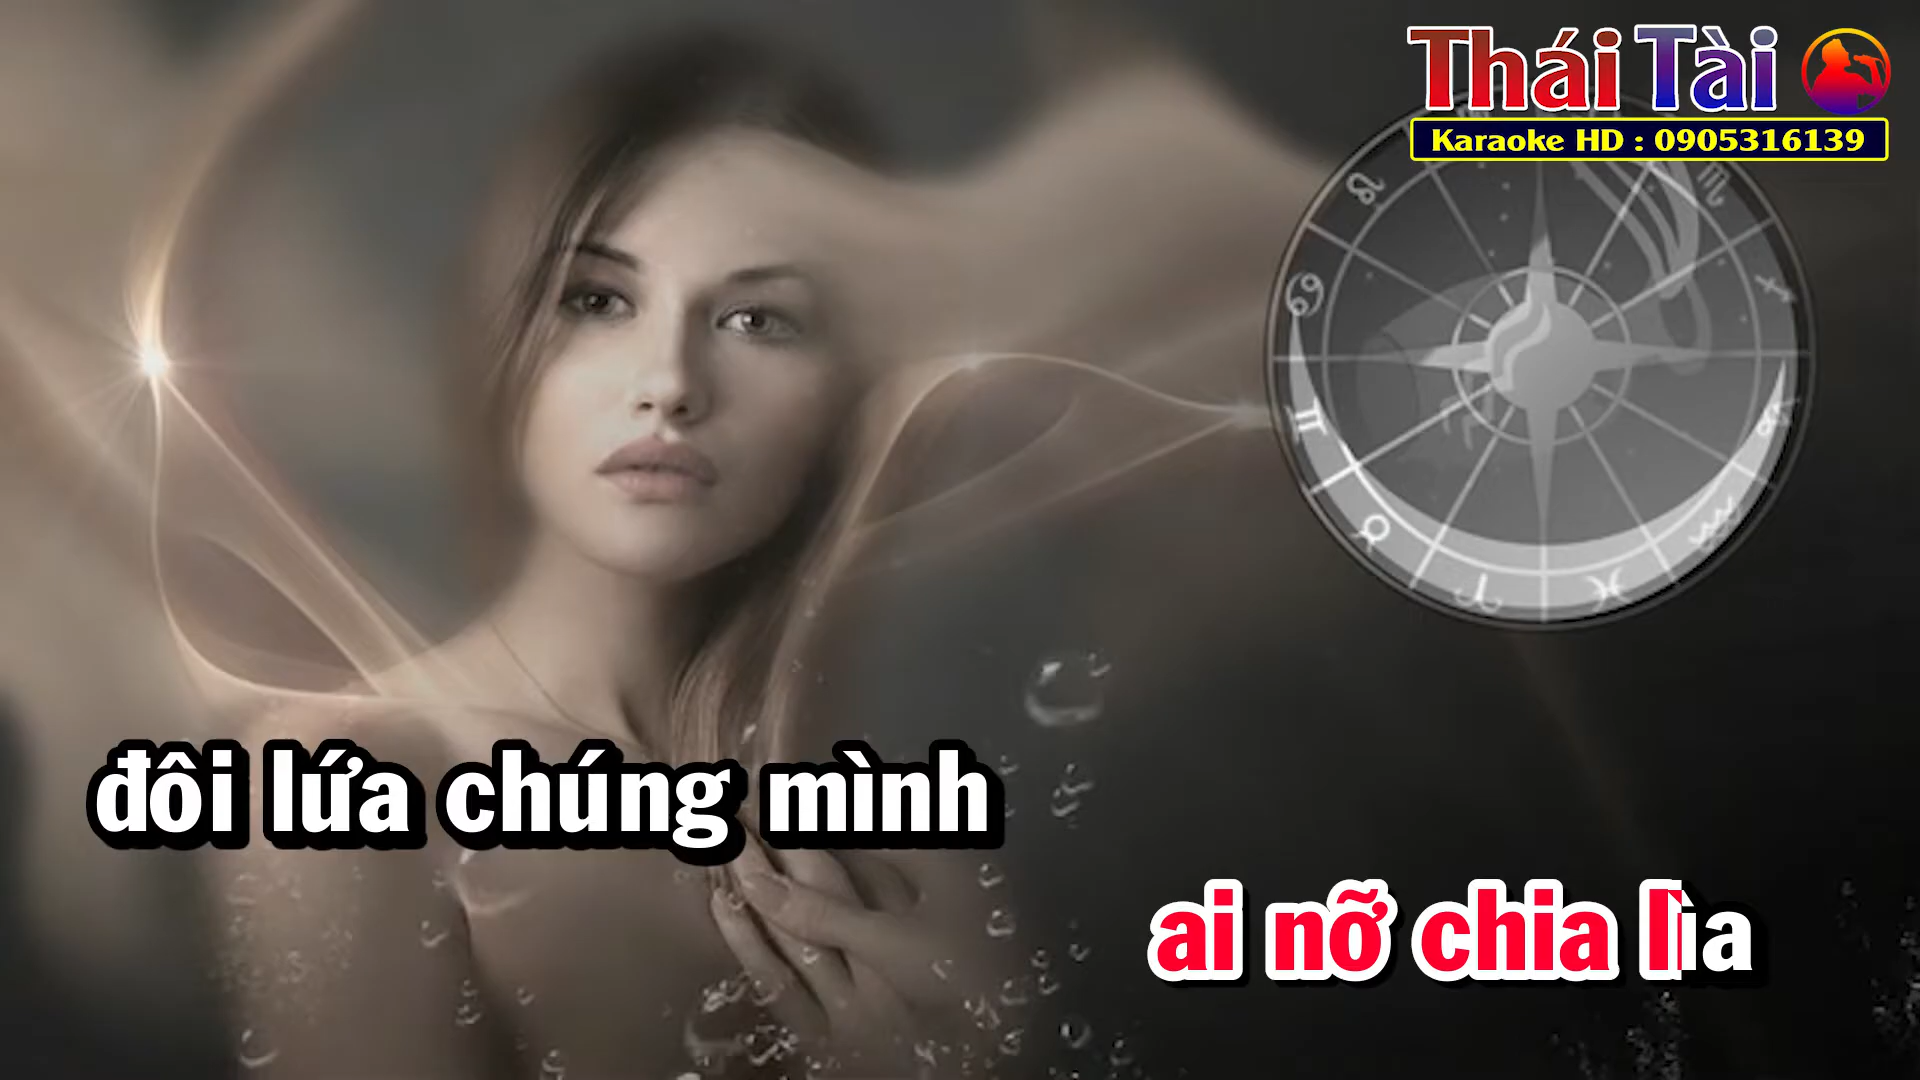 Thái Tài
Karaoke HD : 0905316139
đôi lứa chúng mình
ai nỡ chia lìa